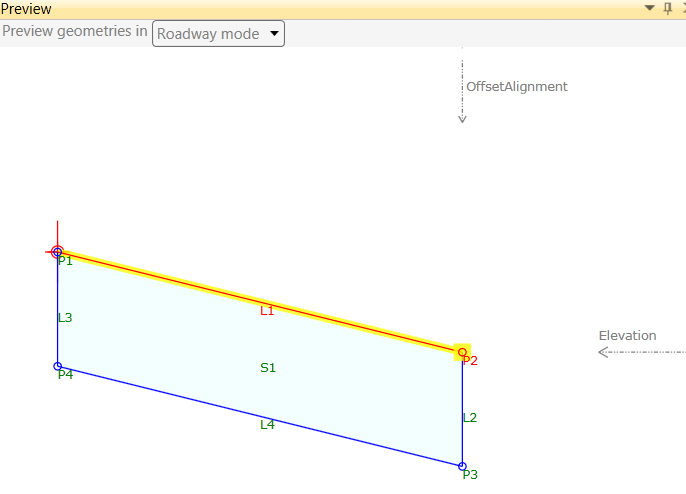 Preview
Preview geometries in Roadway mode
OffsetAlignment
P1
L1
L3
Elevation
P2
S1
P4
L4
L2
P3